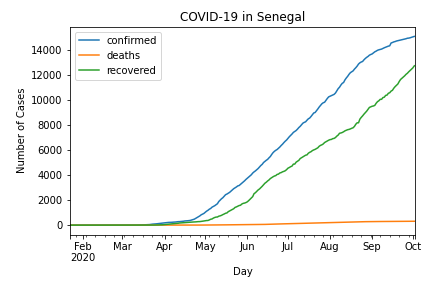 COVID-19 in Senegal
confirmed
deaths
recovered
Number of Cases
14000
12000
10000
8000
6000
4000
2000
0
Feb Mar Apr May Jun Jul Aug Sep Oct
2020
Day